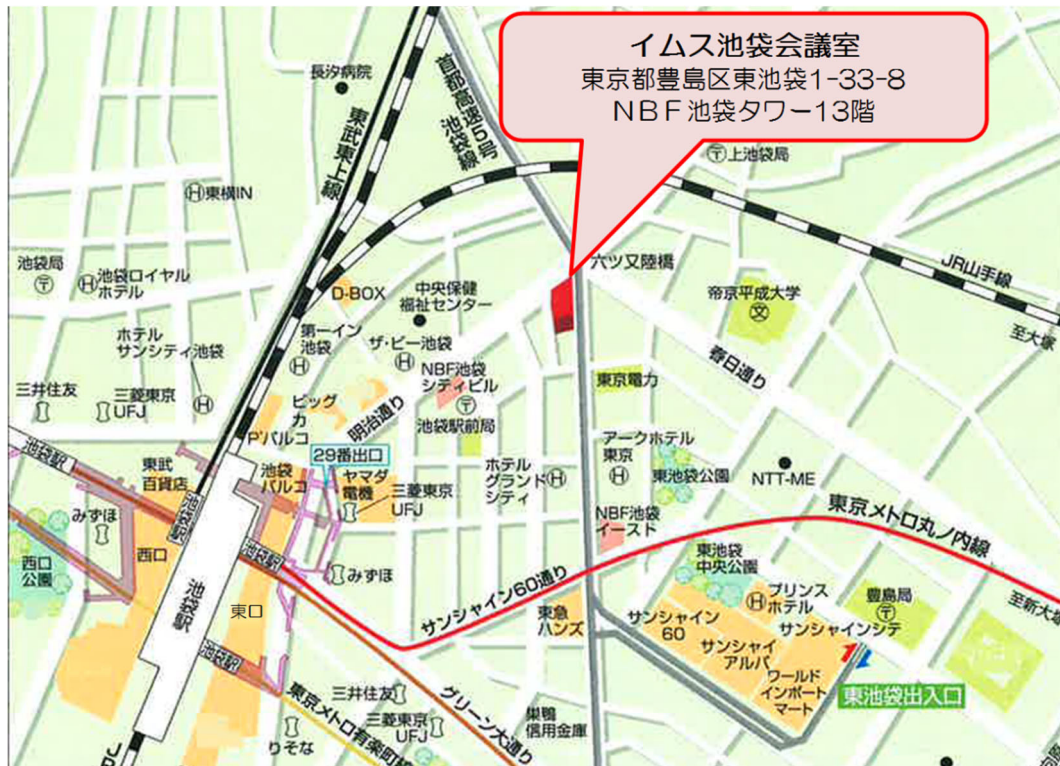 イムス池袋会議室
東京都豊島区東池袋1-33-8
NBF池袋タワー13階
長汐病院
東武東上線
首都高速5号
池袋線
上池袋局
東横IN
六ツ又陸橋
JR山手線
池袋局
池袋ロイヤル
ホテル
D-BOX
中央保健
福祉センター
帝京平成大学
至大塚
ホテル
サンシティ池袋
第一イン
池袋
ザ・ビー池袋
春日通り
三井住友
三菱東京
UFJ
NBF池袋
シティビル
東京電力
ビッグ
カ
P'パルコ
明治通り
池袋駅前局
アークホテル
東京
29番出口
池袋駅
東武
百貨店
池袋
パルコ
ヤマダ
電機
三菱東京
UFJ
ホテル
グランド
シティ
東池袋公園
NTT-ME
池袋駅
みずほ
NBF池袋
イースト
東京メトロ丸ノ内線
西口
公園
西口
池袋駅
みずほ
東池袋
中央公園
池袋駅
東口
サンシャイン60通り
プリンス
ホテル
豊島局
至新大塚
東急
ハンズ
サンシャイン
60
サンシャインシテ
サンシャイ
アルパ
ワールド
インポート
マート
池袋駅
東池袋出入口
三井住友
グリーン大通り
東京メトロ有楽町線
三菱東京
UFJ
巣鴨
信用金庫
りそな